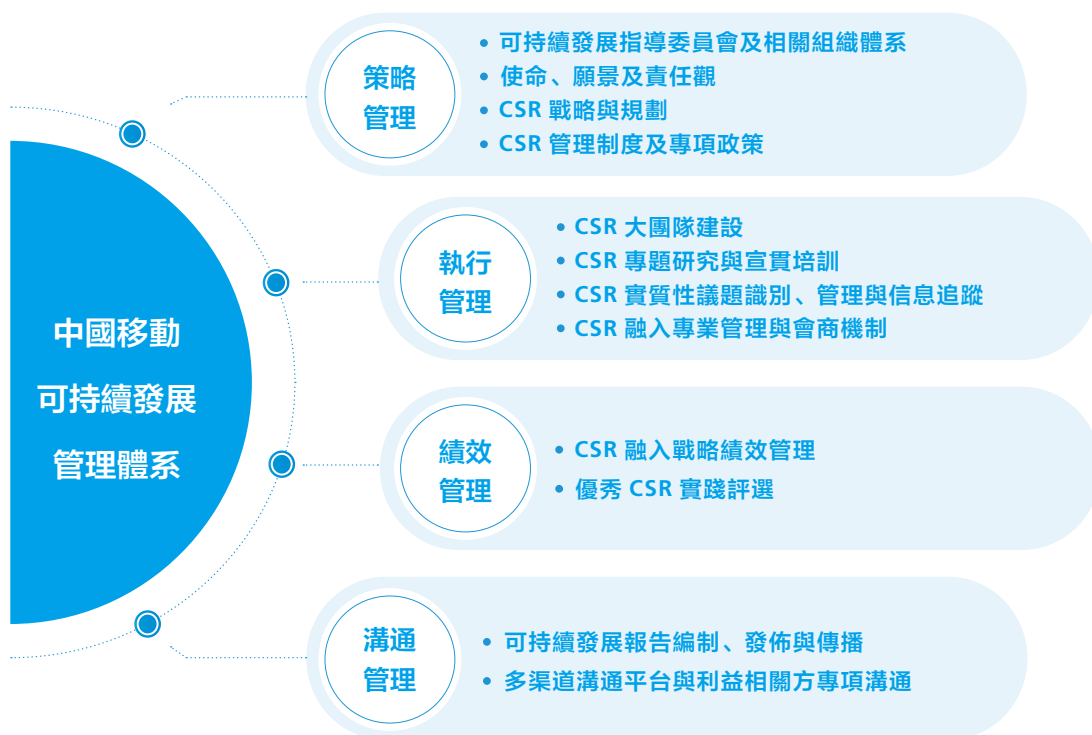 中國移動
可持續發展
管理體系
策略
管理
• 可持續發展指導委員會及相關組織體系
• 使命、願景及責任觀
• CSR 戰略與規劃
• CSR 管理制度及專項政策
執行
管理
• CSR 大團隊建設
• CSR 專題研究與宣貫培訓
• CSR 實質性議題識別、管理與信息追蹤
• CSR 融入專業管理與會商機制
績效
管理
• CSR 融入戰略績效管理
• 優秀 CSR 實踐評選
溝通
管理
• 可持續發展報告編制、發佈與傳播
• 多渠道溝通平台與利益相關方專項溝通